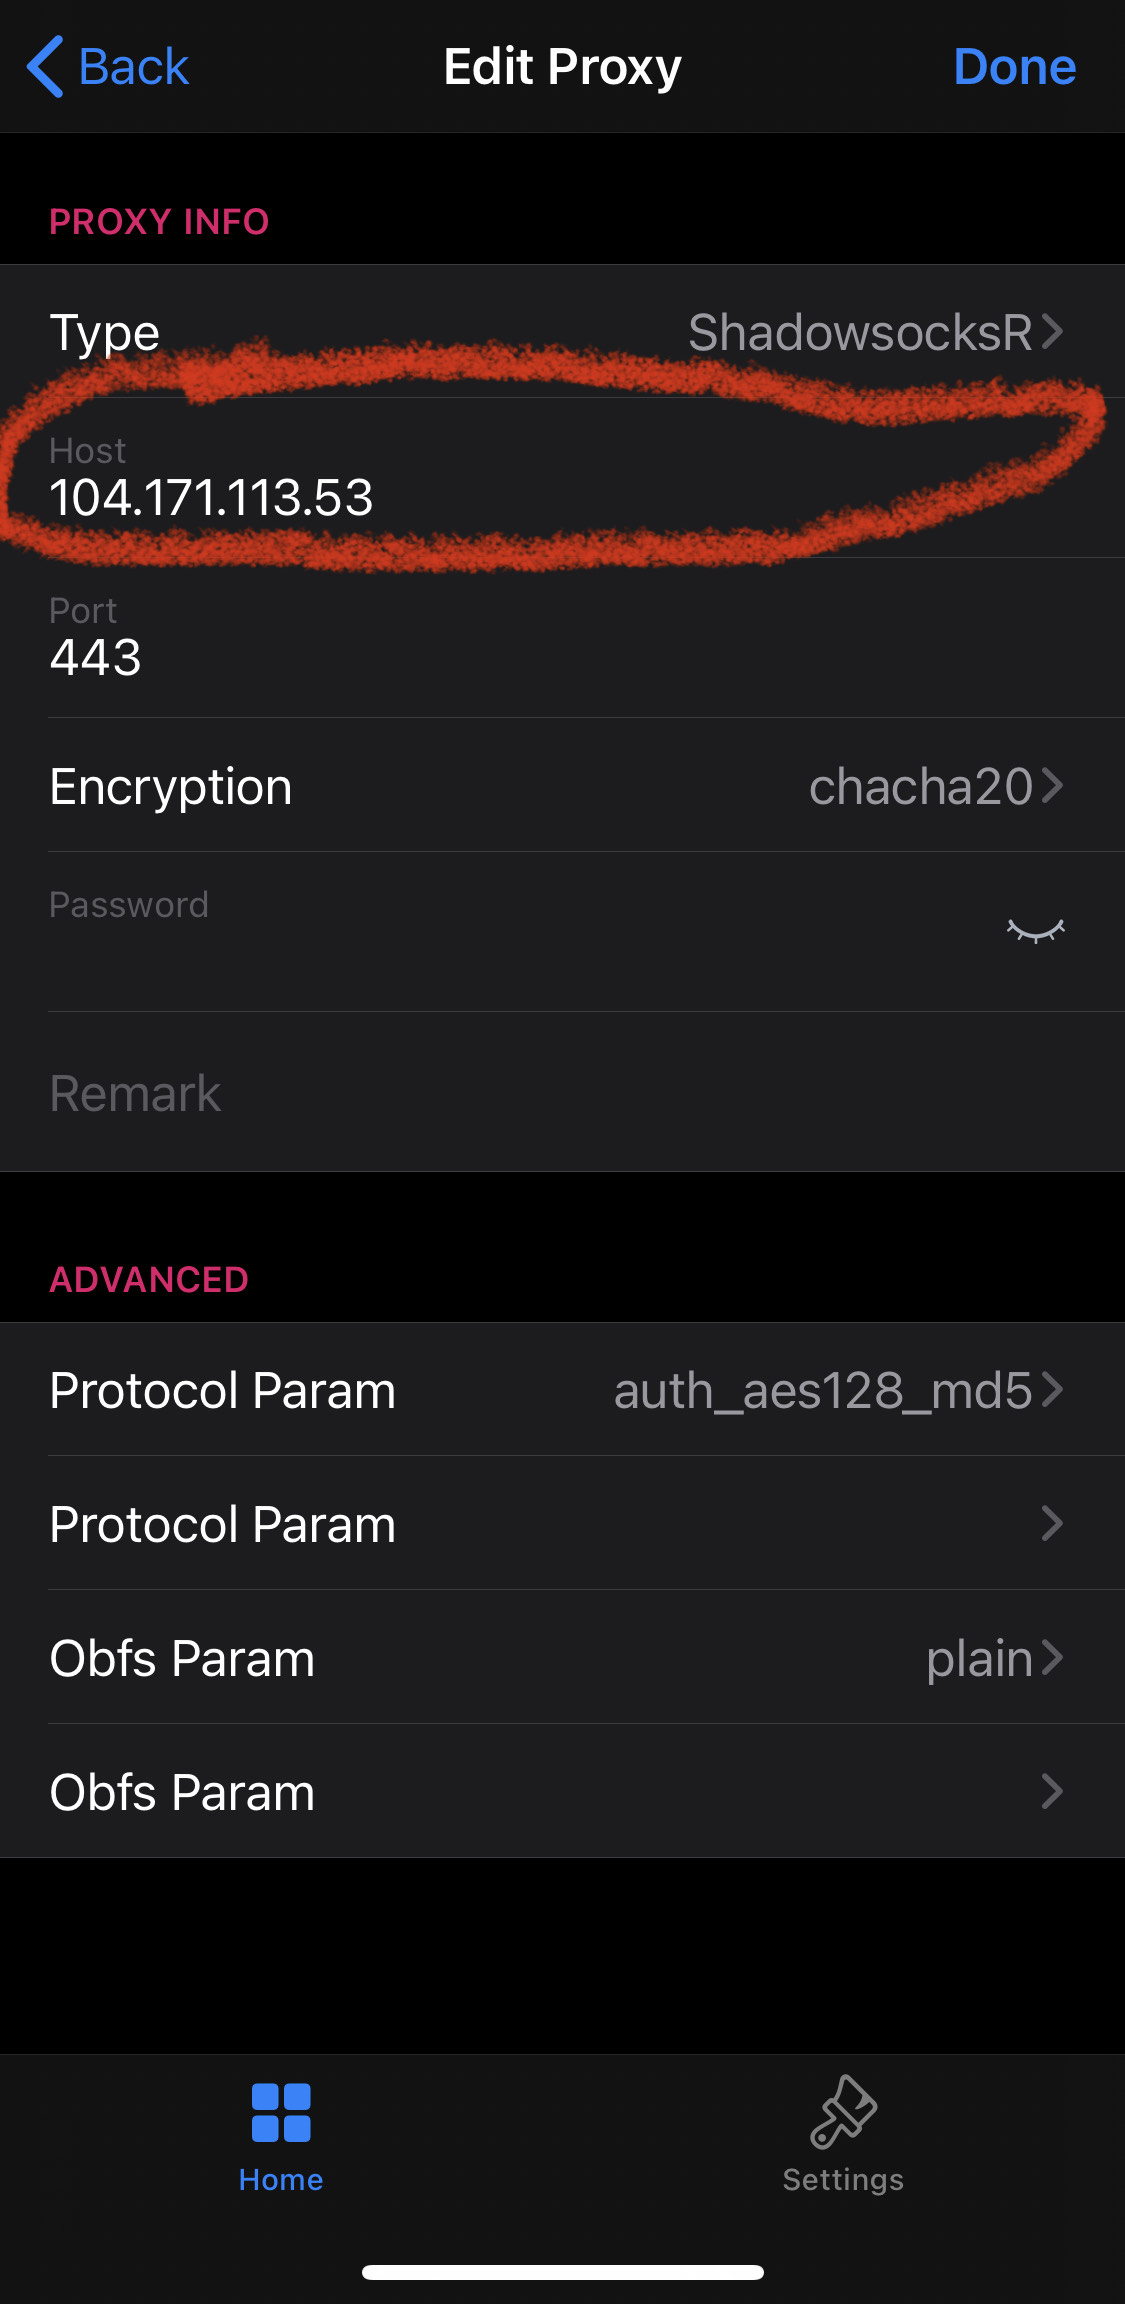 Back
Edit Proxy
Done
PROXY INFO
Type
ShadowsocksR
Host
104.171.113.53
Port
443
Encryption
chacha20
Password
Remark
ADVANCED
Protocol Param
auth_aes128_md5
Protocol Param
Obfs Param
plain
Obfs Param
Home
Settings